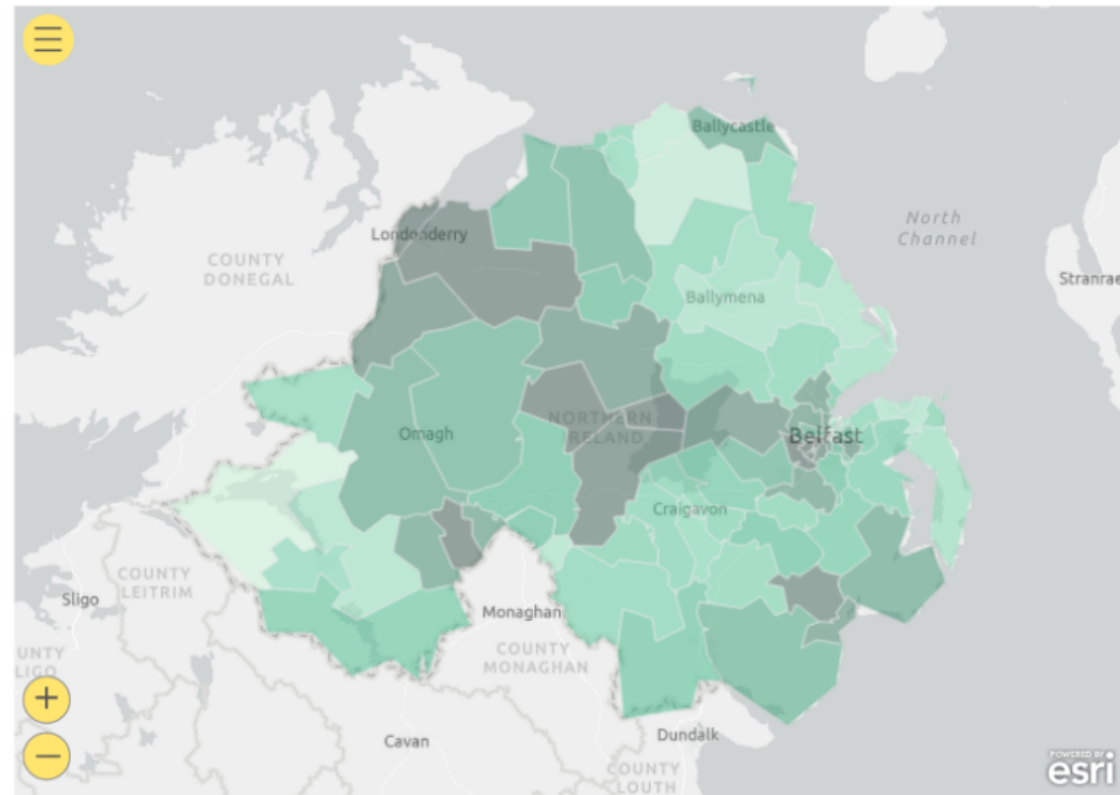 Ballycastle
North
Channel
Londonderry
COUNTY
DONEGAL
Stranrae
Ballymena
NORTHERN
IRELAND
Omagh
Belfast
Craigavon
COUNTY
LEITRIM
Sligo
Monaghan
COUNTY
MONAGHAN
UNTY
LIGO
Cavan
Dundalk
COUNTY
LOUTH
POWERED BY
esri